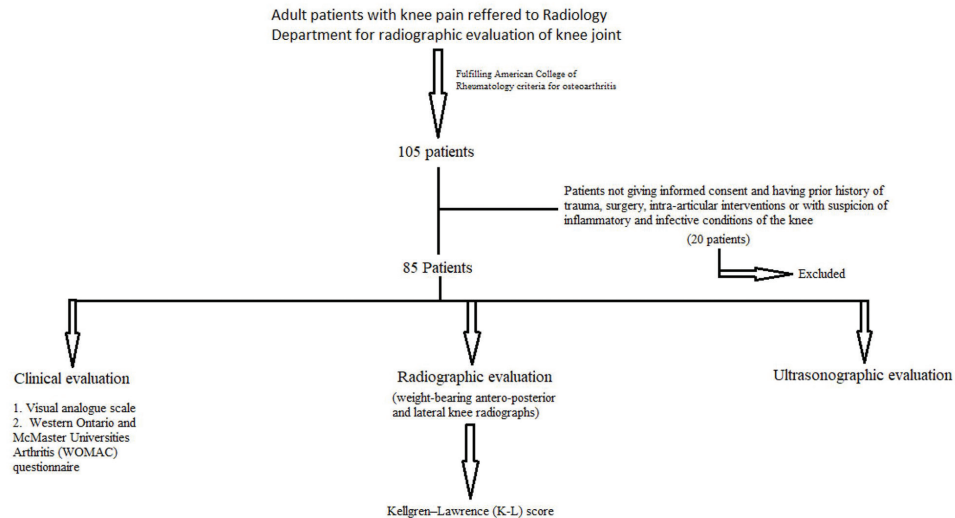 Adult patients with knee pain reffered to Radiology
Department for radiographic evaluation of knee joint
Fulfilling American College of
Rheumatology criteria for osteoarthritis
105 patients
Patients not giving informed consent and having prior history of
trauma, surgery, intra-articular interventions or with suspicion of
inflammatory and infective conditions of the knee
(20 patients)
Excluded
85 Patients
Clinical evaluation
1. Visual analogue scale
2. Western Ontario and
McMaster Universities
Arthritis (WOMAC)
questionnaire
Radiographic evaluation
(weight-bearing antero-posterior
and lateral knee radiographs)
Kellgren–Lawrence (K-L) score
Ultrasonographic evaluation